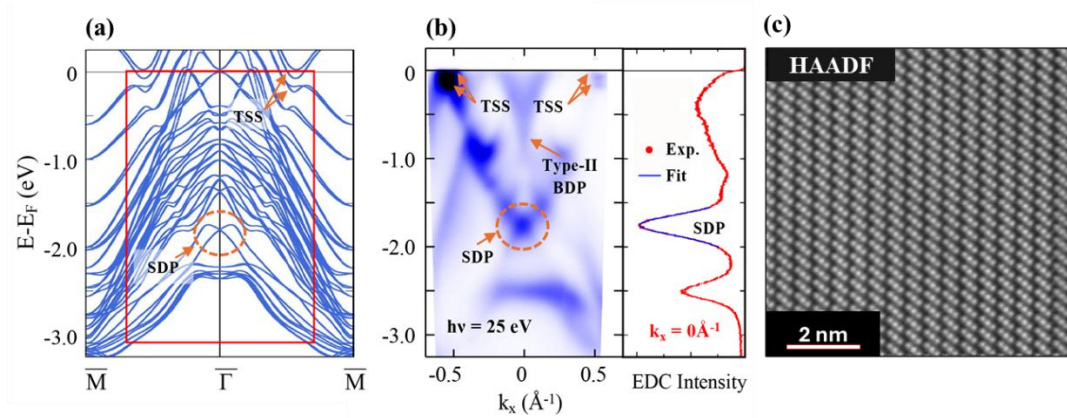 (a)
E-E_F (eV)
0
-1.0
-2.0
-3.0
TSS
SDP
M̅
Γ̅
M̅
(b)
0
-1.0
-2.0
-3.0
TSS
TSS
Type-II
BDP
SDP
hν = 25 eV
-0.5
0
0.5
kₓ (Å⁻¹)
Exp.
Fit
SDP
kₓ = 0Å⁻¹
EDC Intensity
(c)
HAADF
2 nm